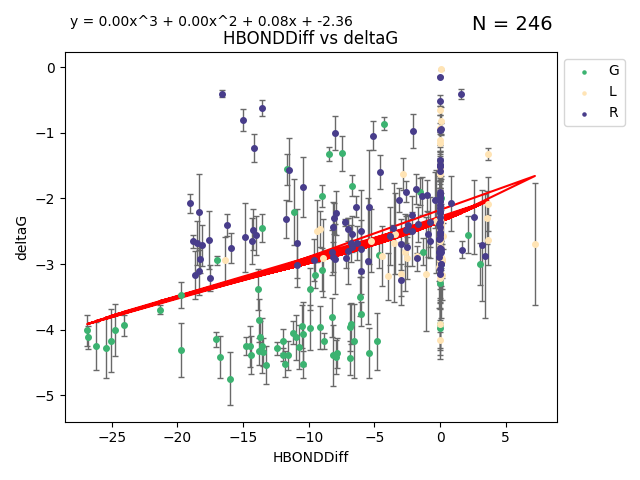 y = 0.00x^3 + 0.00x^2 + 0.08x + -2.36
N = 246
HBONDDiff vs deltaG
G
L
R
deltaG
0
−1
−2
−3
−4
−5
−25
−20
−15
−10
−5
0
5
HBONDDiff